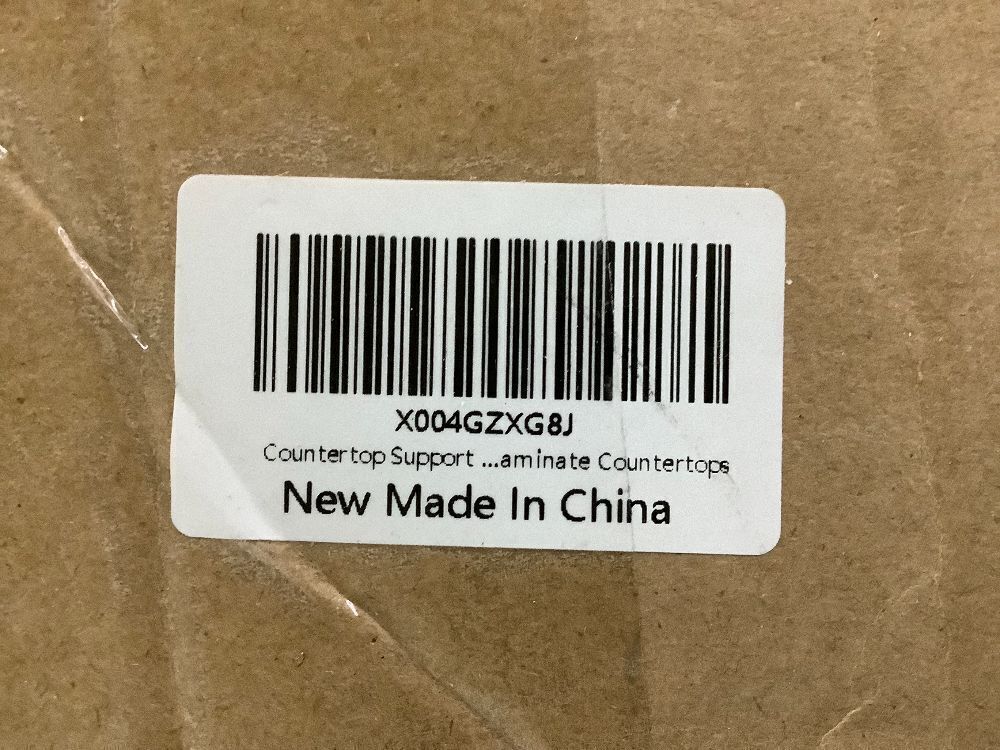 X004GZXG8J
Countertop Support ...aminate Countertops
New Made In China